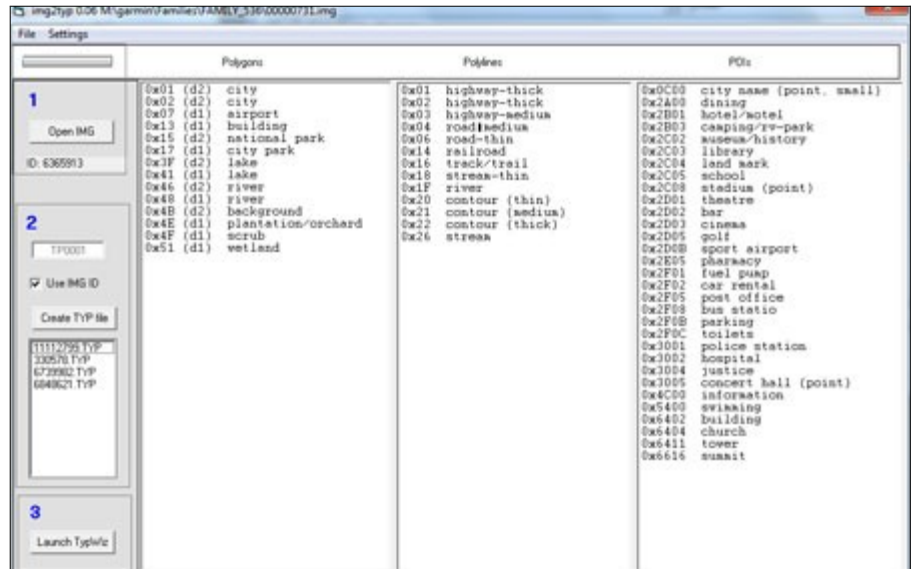 img2typ 0.06 M:\garmin\Families\FAMILY_536\00000731.img
File Settings
Polygons
Polylines
POIs
1
Open IMG
ID: 6365913
2
TP0001
Use IMG ID
Create TYP file
11112799.TYP
330578.TYP
6739982.TYP
6848621.TYP
3
Launch TypWiz
0x01 (d2) city
0x02 (d2) city
0x07 (d1) airport
0x13 (d1) building
0x15 (d2) national park
0x17 (d1) city park
0x3F (d2) lake
0x41 (d1) lake
0x46 (d2) river
0x48 (d1) river
0x4B (d2) background
0x4E (d1) plantation/orchard
0x4F (d1) scrub
0x51 (d1) wetland
0x01 highway-thick
0x02 highway-thick
0x03 highway-medium
0x04 road medium
0x06 road-thin
0x14 railroad
0x16 track/trail
0x18 stream-thin
0x1F river
0x20 contour (thin)
0x21 contour (medium)
0x22 contour (thick)
0x26 stream
0x0C00 city name (point, small)
0x2A00 dining
0x2B01 hotel/motel
0x2B03 camping/rv-park
0x2C02 museum/history
0x2C03 library
0x2C04 land mark
0x2C05 school
0x2C08 stadium (point)
0x2D01 theatre
0x2D02 bar
0x2D03 cinema
0x2D05 golf
0x2D0B sport airport
0x2E05 pharmacy
0x2F01 fuel pump
0x2F02 car rental
0x2F05 post office
0x2F08 bus statio
0x2F0B parking
0x2F0C toilets
0x3001 police station
0x3002 hospital
0x3004 justice
0x3005 concert hall (point)
0x4C00 information
0x5400 swimming
0x6402 building
0x6404 church
0x6411 tower
0x6616 summit